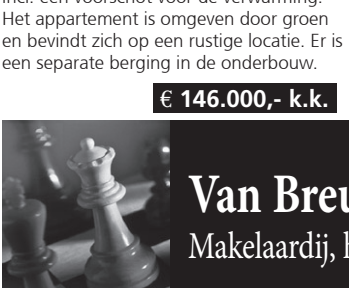 incl. een voorschot voor de verwarming.
Het appartement is omgeven door groen
en bevindt zich op een rustige locatie. Er is
een separate berging in de onderbouw.
€ 146.000,- k.k.
Van Breu
Makelaardij, h